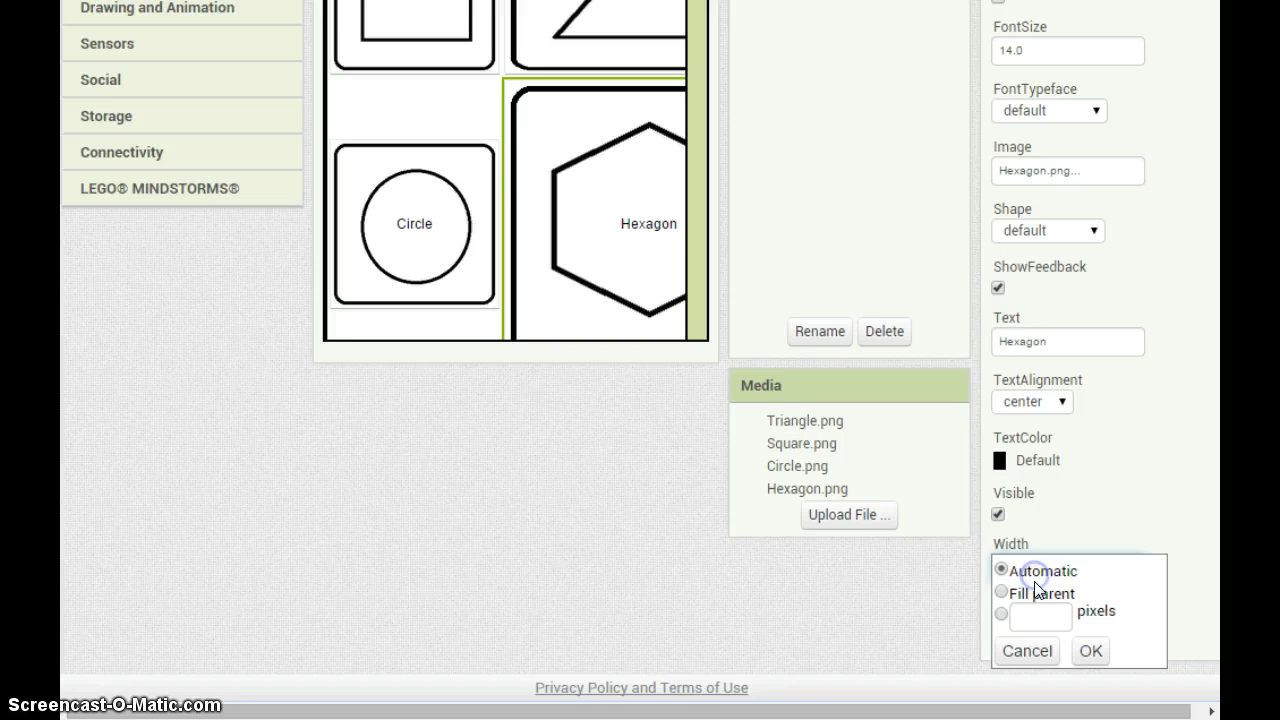 Drawing and Animation
Sensors
Social
Storage
Connectivity
LEGO® MINDSTORMS®
Circle
Hexagon
Rename
Delete
Media
Triangle.png
Square.png
Circle.png
Hexagon.png
Upload File ...
FontSize
14.0
FontTypeface
default
Image
Hexagon.png...
Shape
default
ShowFeedback
Text
Hexagon
TextAlignment
center
TextColor
Default
Visible
Width
Automatic
Fill parent
pixels
Cancel
OK
Privacy Policy and Terms of Use
Screencast-O-Matic.com